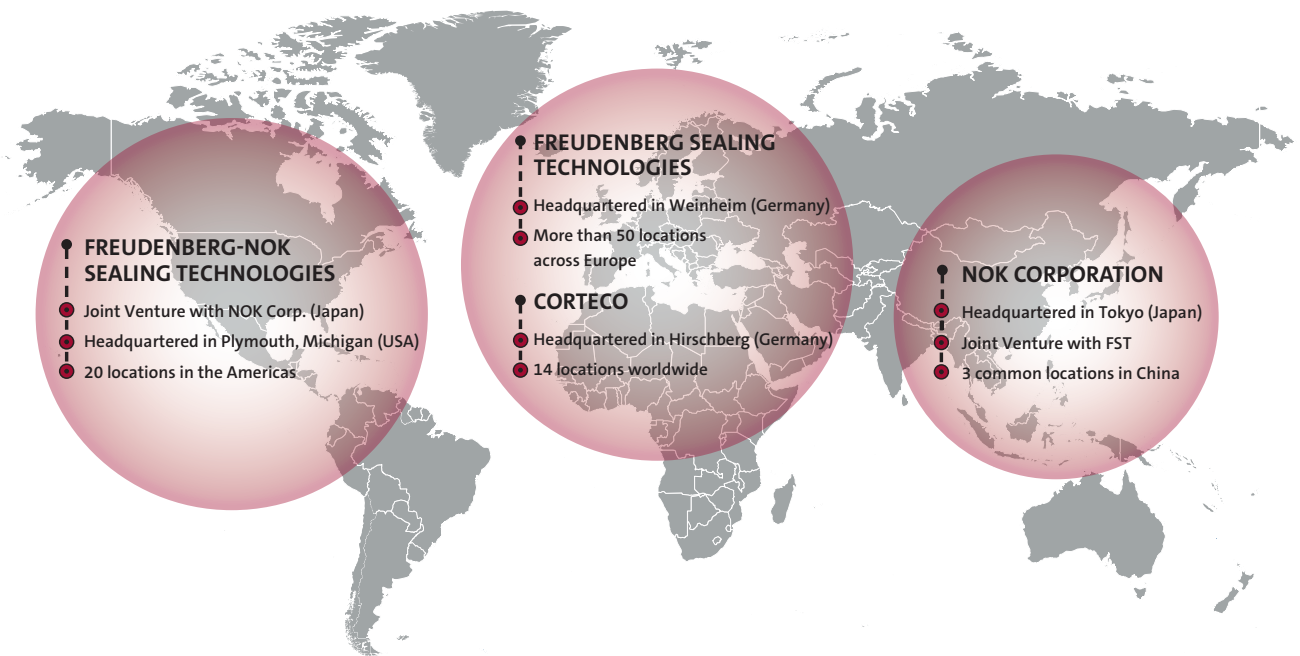 FREUDENBERG-NOK
SEALING TECHNOLOGIES
Joint Venture with NOK Corp. (Japan)
Headquartered in Plymouth, Michigan (USA)
20 locations in the Americas
FREUDENBERG SEALING
TECHNOLOGIES
Headquartered in Weinheim (Germany)
More than 50 locations
across Europe
CORTECO
Headquartered in Hirschberg (Germany)
14 locations worldwide
NOK CORPORATION
Headquartered in Tokyo (Japan)
Joint Venture with FST
3 common locations in China